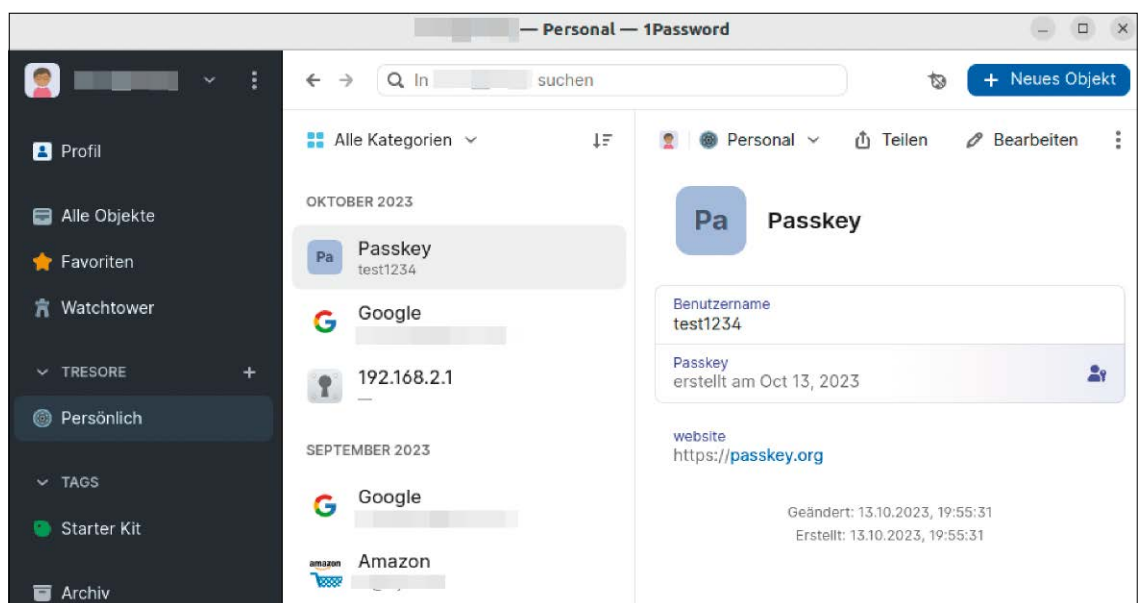 — Personal — 1Password
In suchen
Neues Objekt
Profil
Alle Objekte
Favoriten
Watchtower
TRESORE
Persönlich
TAGS
Starter Kit
Archiv
Alle Kategorien
OKTOBER 2023
Pa
Passkey
test1234
Google
192.168.2.1
—
SEPTEMBER 2023
Google
amazon
Amazon
Personal
Teilen
Bearbeiten
Pa
Passkey
Benutzername
test1234
Passkey
erstellt am Oct 13, 2023
website
https://passkey.org
Geändert: 13.10.2023, 19:55:31
Erstellt: 13.10.2023, 19:55:31